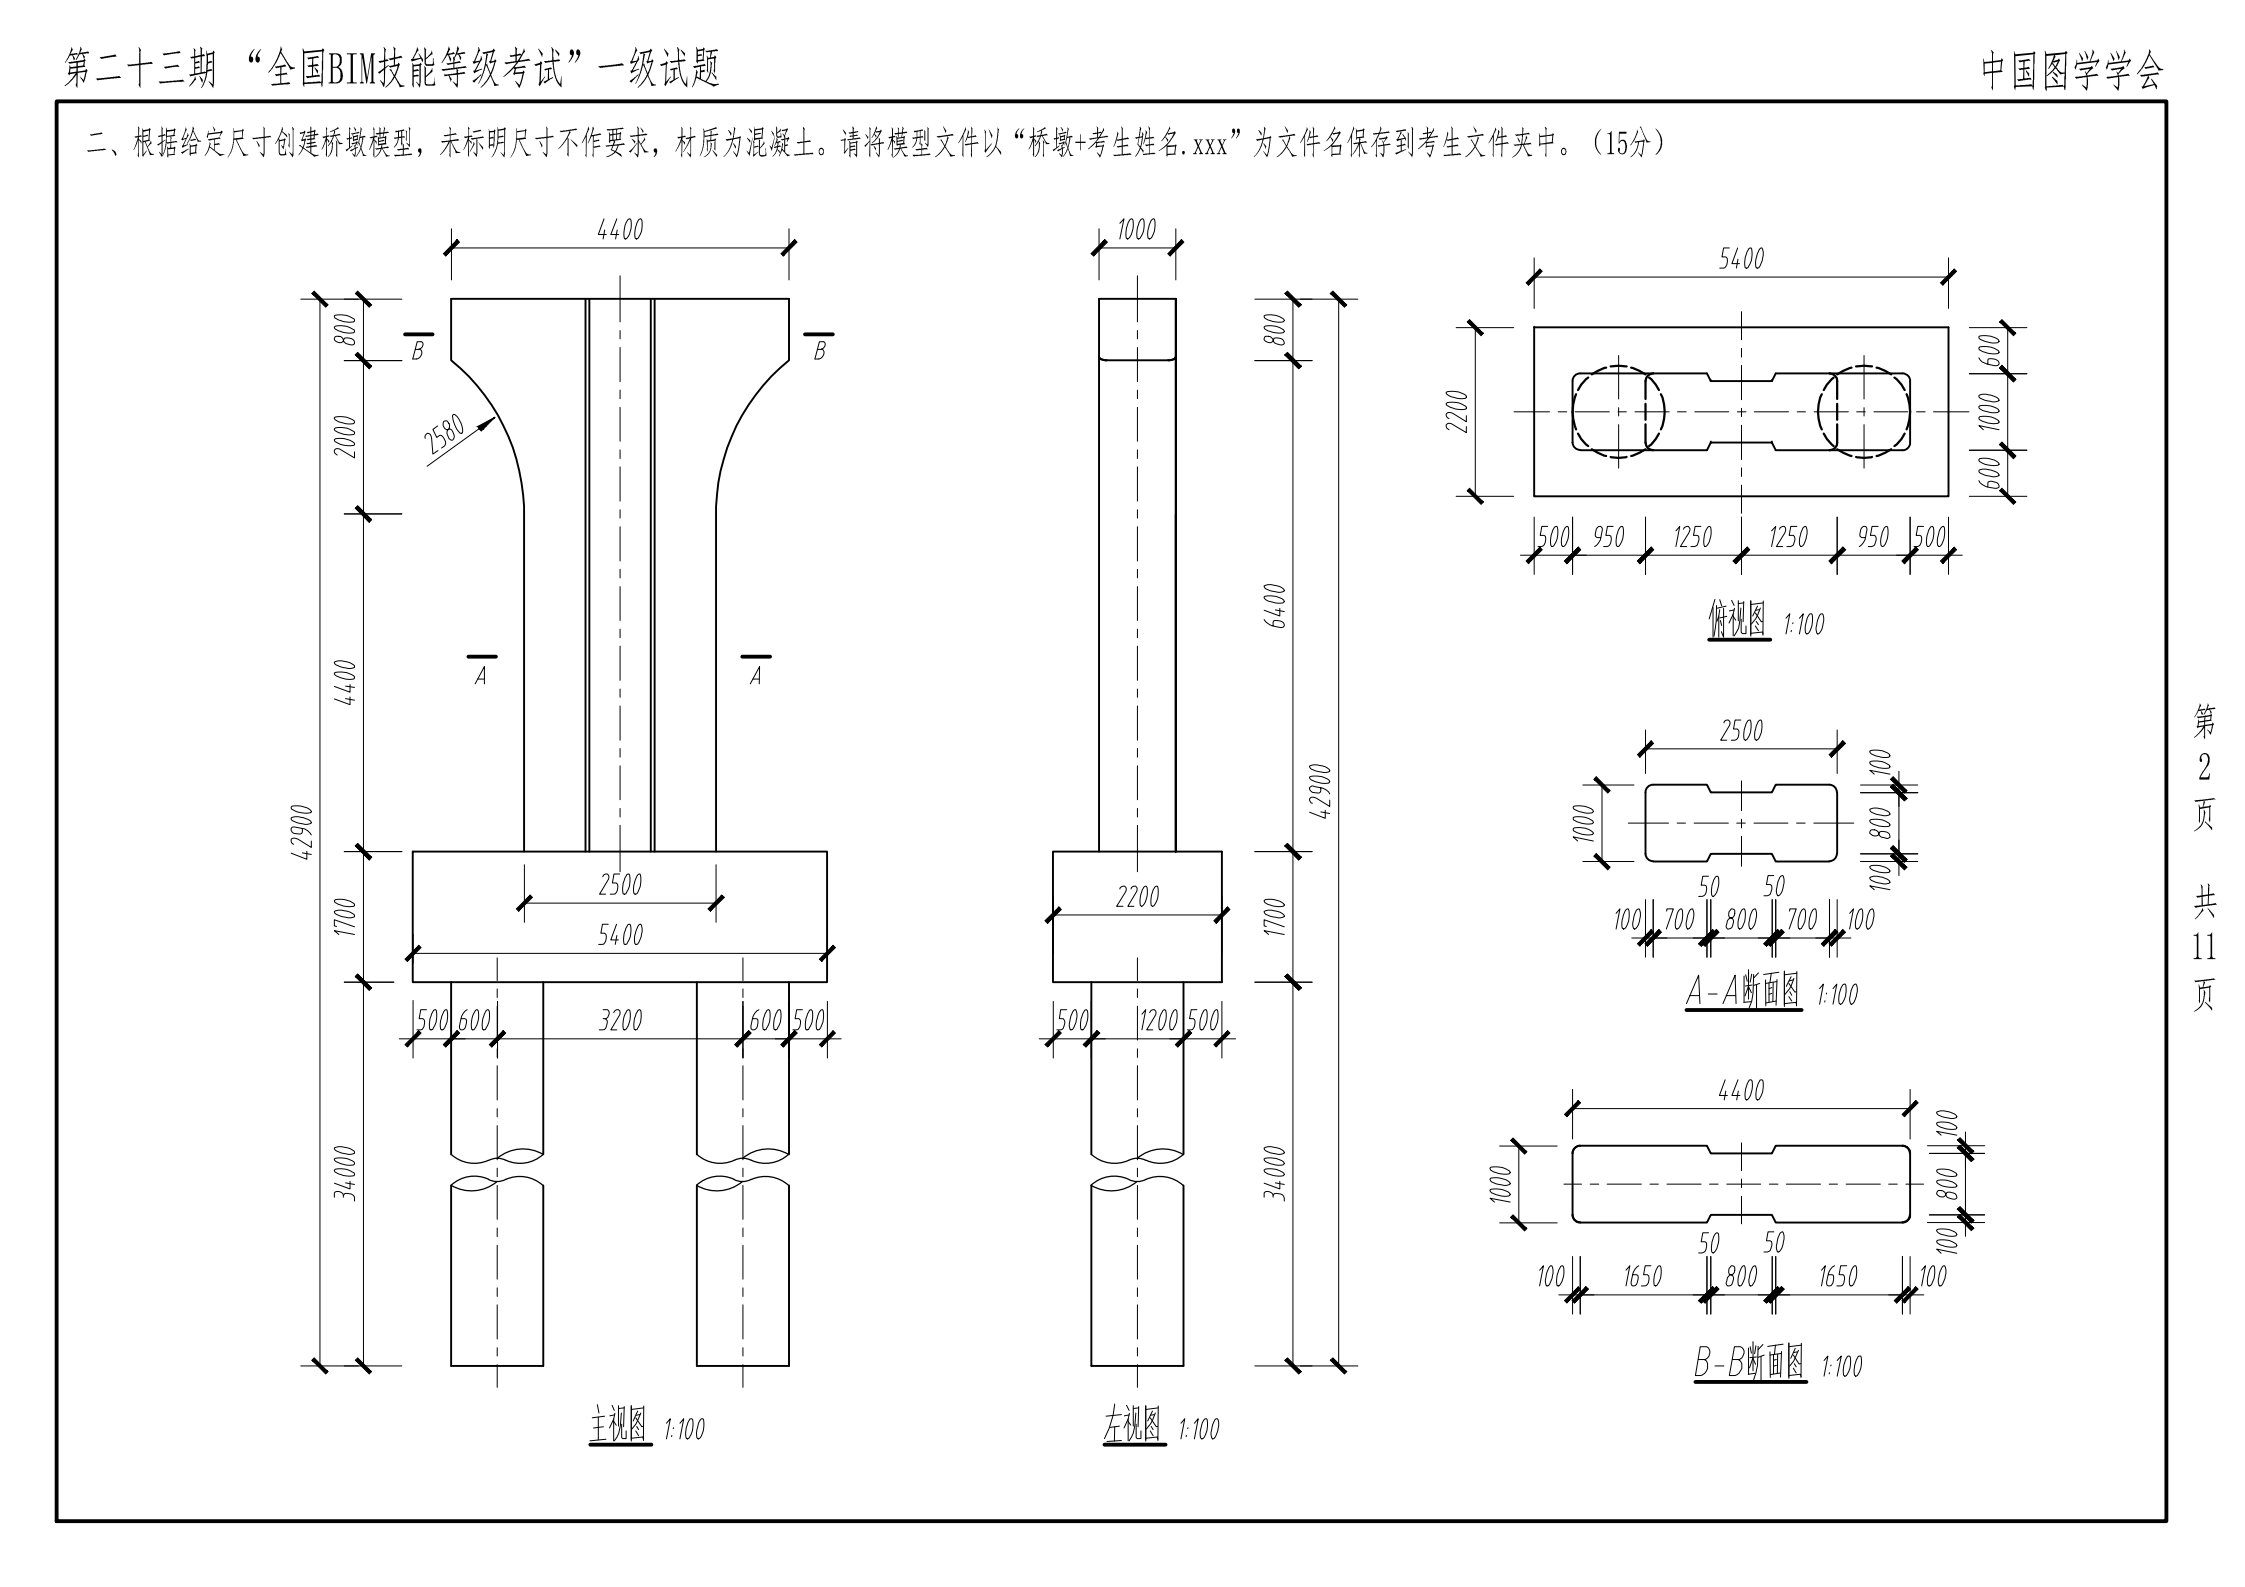 第二十三期 “全国BIM技能等级考试”一级试题
中国图学学会
二、根据给定尺寸创建桥墩模型，未标明尺寸不作要求，材质为混凝土。请将模型文件以“桥墩+考生姓名.xxx”为文件名保存到考生文件夹中。（15分）
4400
800
2000
4400
1700
34000
42900
B
B
2580
A
A
2500
5400
500 600 3200 600 500
主视图 1:100
1000
800
6400
1700
34000
42900
2200
500 1200 500
左视图 1:100
5400
2200
600
1000
600
500 950 1250 1250 950 500
俯视图 1:100
2500
1000
100
800
100
50 50
100 700 800 700 100
A-A断面图 1:100
4400
1000
100
800
100
50 50
100 1650 800 1650 100
B-B断面图 1:100
第
2
页
共
11
页